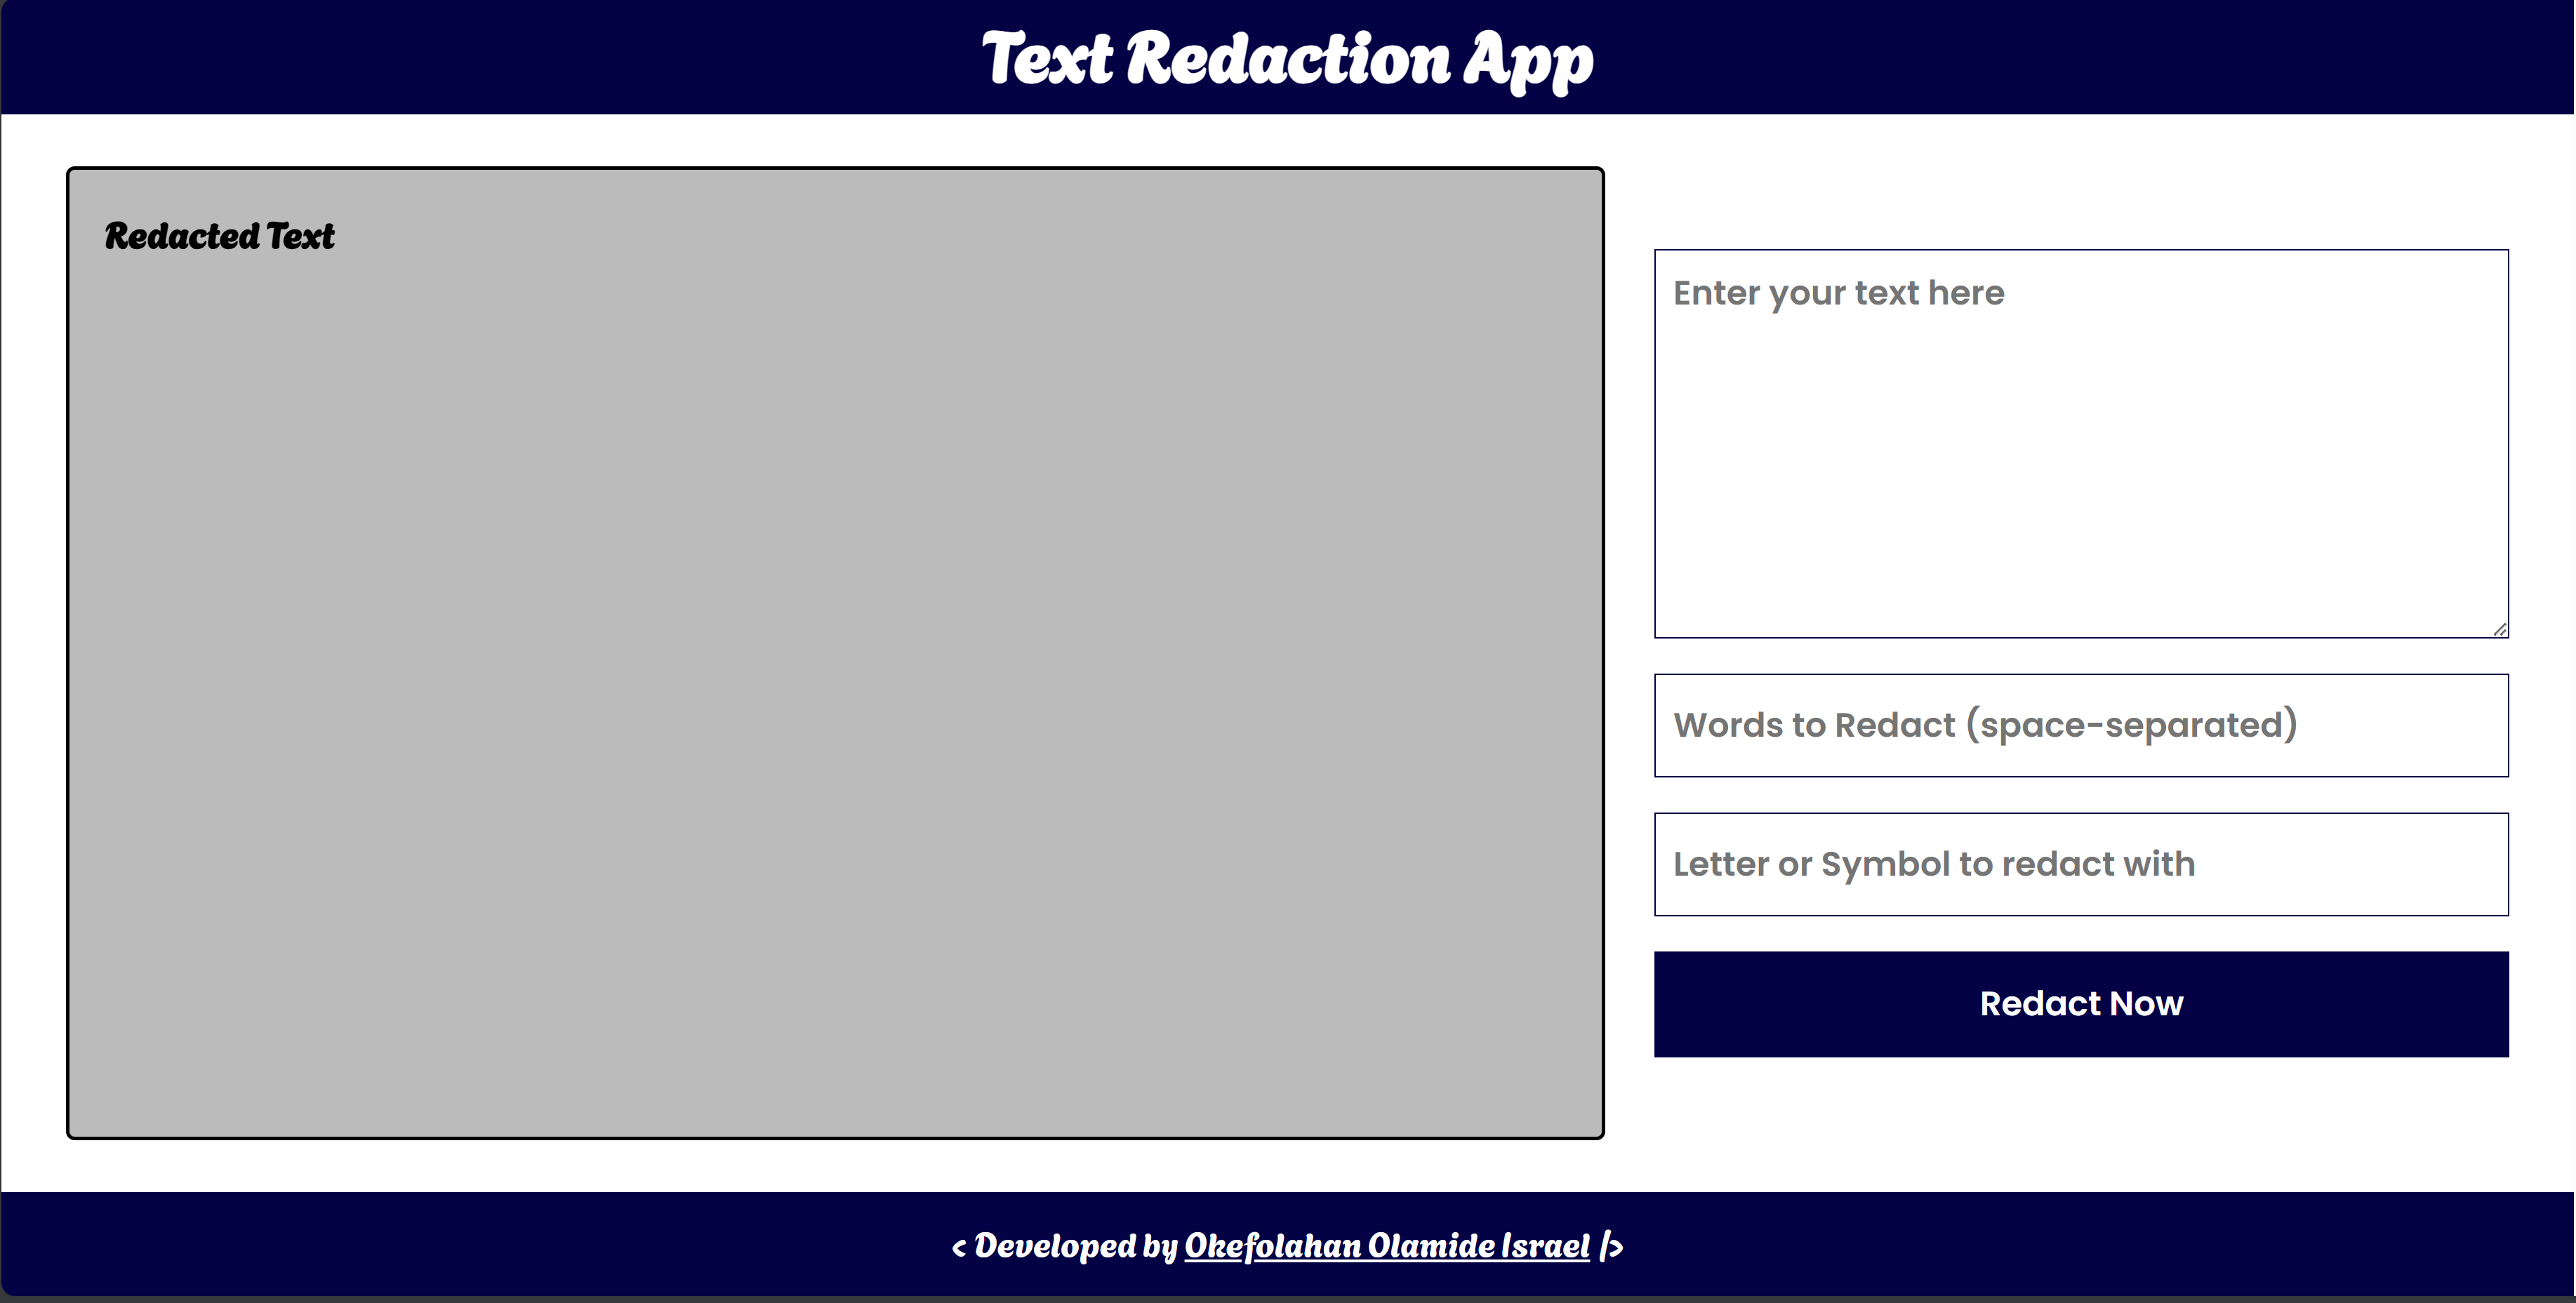 Text Redaction App
Redacted Text
Enter your text here
Words to Redact (space-separated)
Letter or Symbol to redact with
Redact Now
< Developed by Okefolahan Olamide Israel />